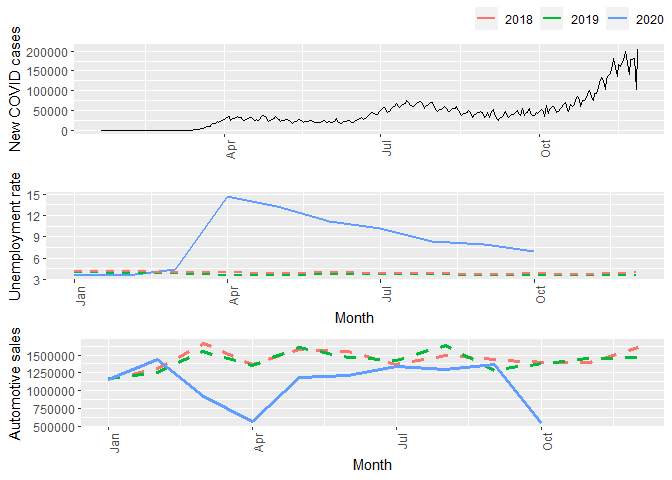 2018 2019 2020
New COVID cases
200000
150000
100000
50000
0
Apr Jul Oct
Unemployment rate
15
12
9
6
3
Jan Apr Jul Oct
Month
Automotive sales
1500000
1250000
1000000
750000
500000
Jan Apr Jul Oct
Month